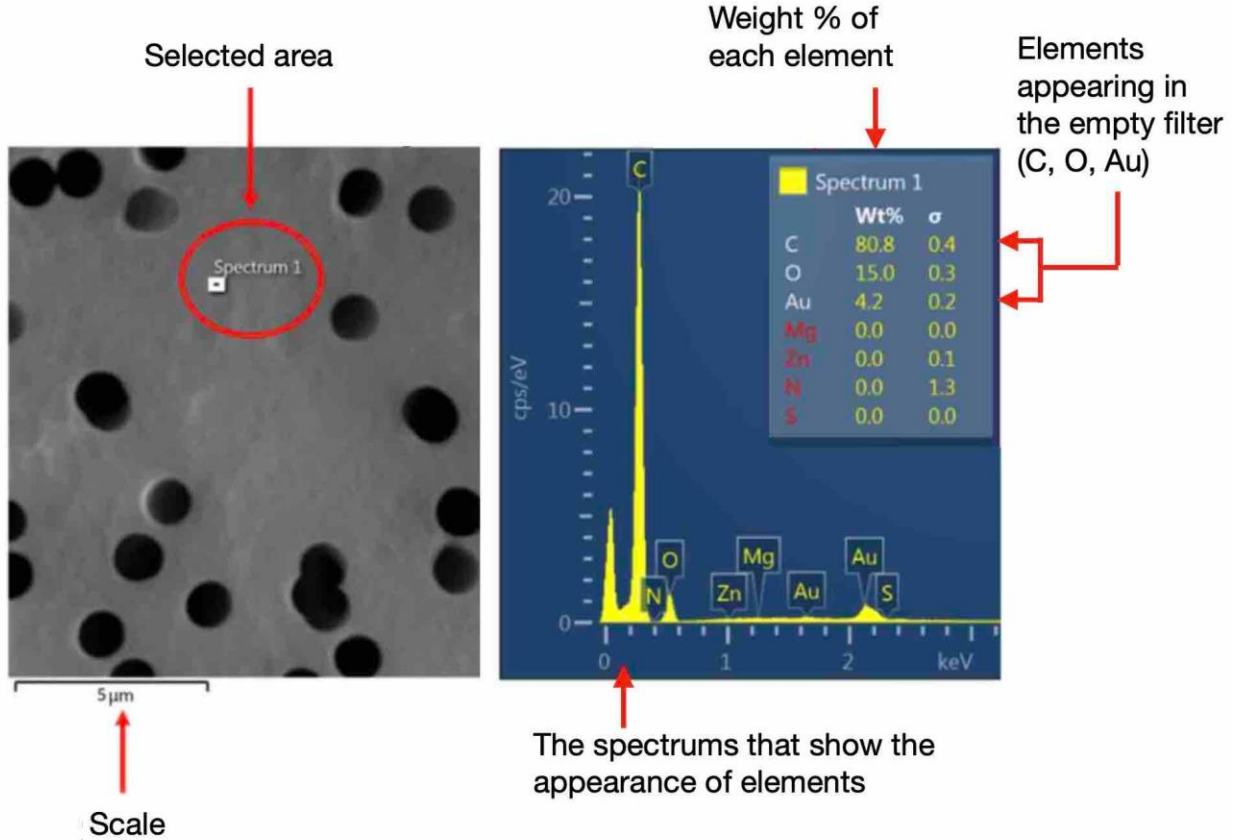 Weight % of
each element
Selected area
Elements
appearing in
the empty filter
(C, O, Au)
Spectrum 1
5 µm
Scale
C
20
Spectrum 1
Wt% σ
C 80.8 0.4
O 15.0 0.3
Au 4.2 0.2
Mg 0.0 0.0
Zn 0.0 0.1
N 0.0 1.3
S 0.0 0.0
cps/eV
10
N O Zn Mg Au Au S
0
0 1 2 keV
The spectrums that show the
appearance of elements